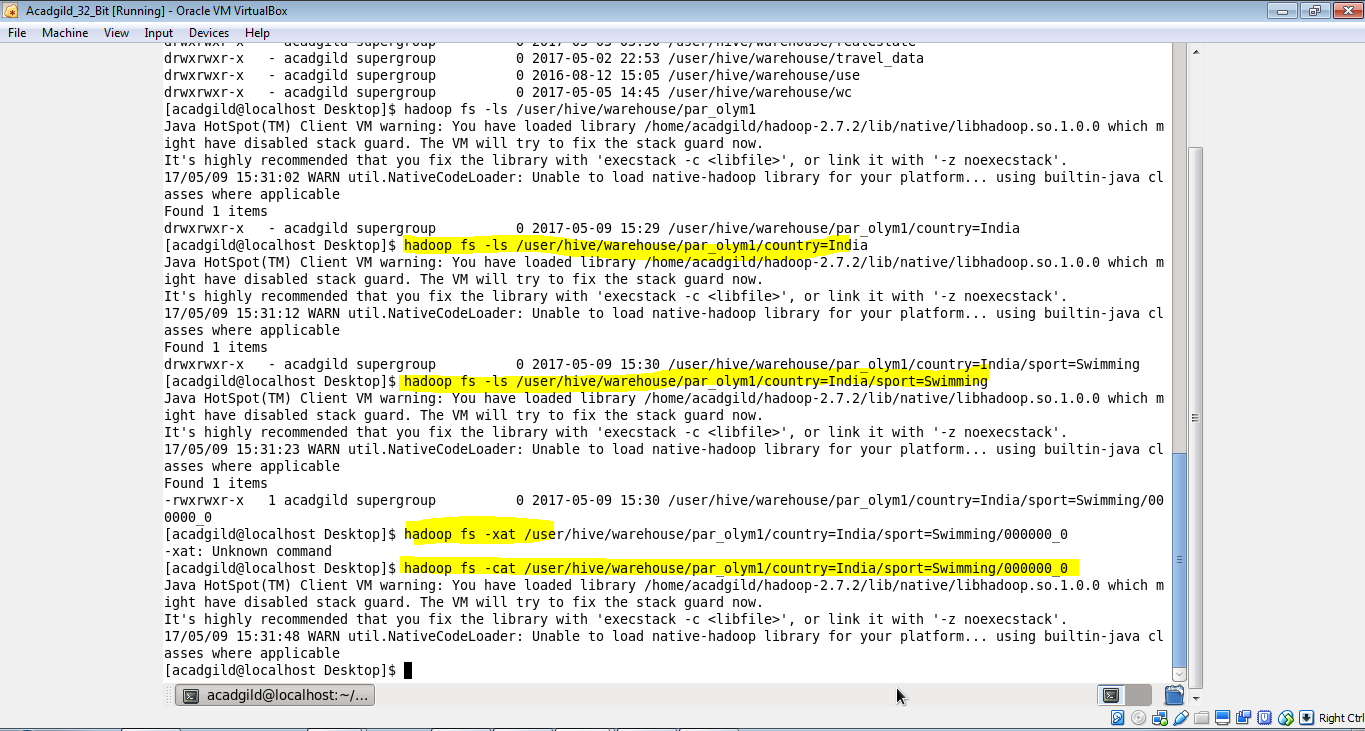 Acadgild_32_Bit [Running] - Oracle VM VirtualBox
File Machine View Input Devices Help
drwxrwxr-x - acadgild supergroup 0 2017-05-02 22:53 /user/hive/warehouse/travel_data
drwxrwxr-x - acadgild supergroup 0 2016-08-12 15:05 /user/hive/warehouse/use
drwxrwxr-x - acadgild supergroup 0 2017-05-05 14:45 /user/hive/warehouse/wc
[acadgild@localhost Desktop]$ hadoop fs -ls /user/hive/warehouse/par_olym1
Java HotSpot(TM) Client VM warning: You have loaded library /home/acadgild/hadoop-2.7.2/lib/native/libhadoop.so.1.0.0 which m
ight have disabled stack guard. The VM will try to fix the stack guard now.
It's highly recommended that you fix the library with 'execstack -c <libfile>', or link it with '-z noexecstack'.
17/05/09 15:31:02 WARN util.NativeCodeLoader: Unable to load native-hadoop library for your platform... using builtin-java cl
asses where applicable
Found 1 items
drwxrwxr-x - acadgild supergroup 0 2017-05-09 15:29 /user/hive/warehouse/par_olym1/country=India
[acadgild@localhost Desktop]$ hadoop fs -ls /user/hive/warehouse/par_olym1/country=India
Java HotSpot(TM) Client VM warning: You have loaded library /home/acadgild/hadoop-2.7.2/lib/native/libhadoop.so.1.0.0 which m
ight have disabled stack guard. The VM will try to fix the stack guard now.
It's highly recommended that you fix the library with 'execstack -c <libfile>', or link it with '-z noexecstack'.
17/05/09 15:31:12 WARN util.NativeCodeLoader: Unable to load native-hadoop library for your platform... using builtin-java cl
asses where applicable
Found 1 items
drwxrwxr-x - acadgild supergroup 0 2017-05-09 15:30 /user/hive/warehouse/par_olym1/country=India/sport=Swimming
[acadgild@localhost Desktop]$ hadoop fs -ls /user/hive/warehouse/par_olym1/country=India/sport=Swimming
Java HotSpot(TM) Client VM warning: You have loaded library /home/acadgild/hadoop-2.7.2/lib/native/libhadoop.so.1.0.0 which m
ight have disabled stack guard. The VM will try to fix the stack guard now.
It's highly recommended that you fix the library with 'execstack -c <libfile>', or link it with '-z noexecstack'.
17/05/09 15:31:23 WARN util.NativeCodeLoader: Unable to load native-hadoop library for your platform... using builtin-java cl
asses where applicable
Found 1 items
-rwxrwxr-x 1 acadgild supergroup 0 2017-05-09 15:30 /user/hive/warehouse/par_olym1/country=India/sport=Swimming/00
0000_0
[acadgild@localhost Desktop]$ hadoop fs -xat /user/hive/warehouse/par_olym1/country=India/sport=Swimming/000000_0
-xat: Unknown command
[acadgild@localhost Desktop]$ hadoop fs -cat /user/hive/warehouse/par_olym1/country=India/sport=Swimming/000000_0
Java HotSpot(TM) Client VM warning: You have loaded library /home/acadgild/hadoop-2.7.2/lib/native/libhadoop.so.1.0.0 which m
ight have disabled stack guard. The VM will try to fix the stack guard now.
It's highly recommended that you fix the library with 'execstack -c <libfile>', or link it with '-z noexecstack'.
17/05/09 15:31:48 WARN util.NativeCodeLoader: Unable to load native-hadoop library for your platform... using builtin-java cl
asses where applicable
[acadgild@localhost Desktop]$
acadgild@localhost:~/...
Right Ctrl